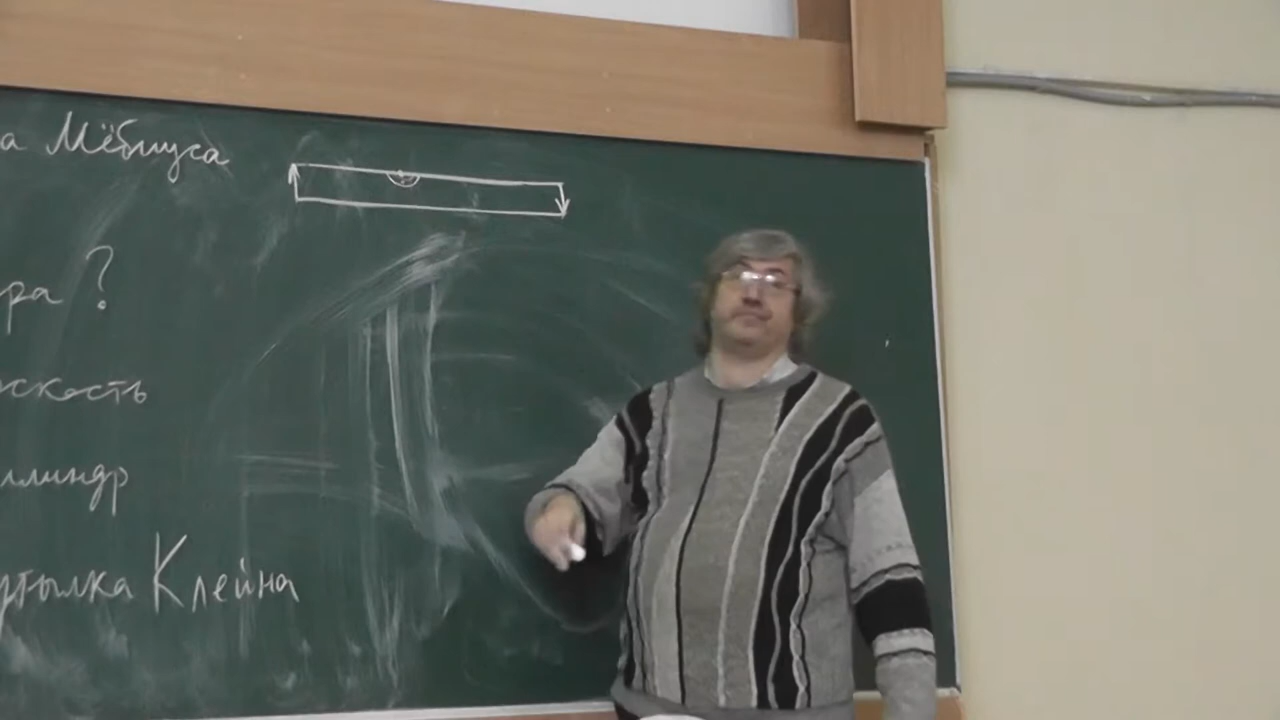 а Мёбиуса
ра ?
скость
линдр
утылка Клейна